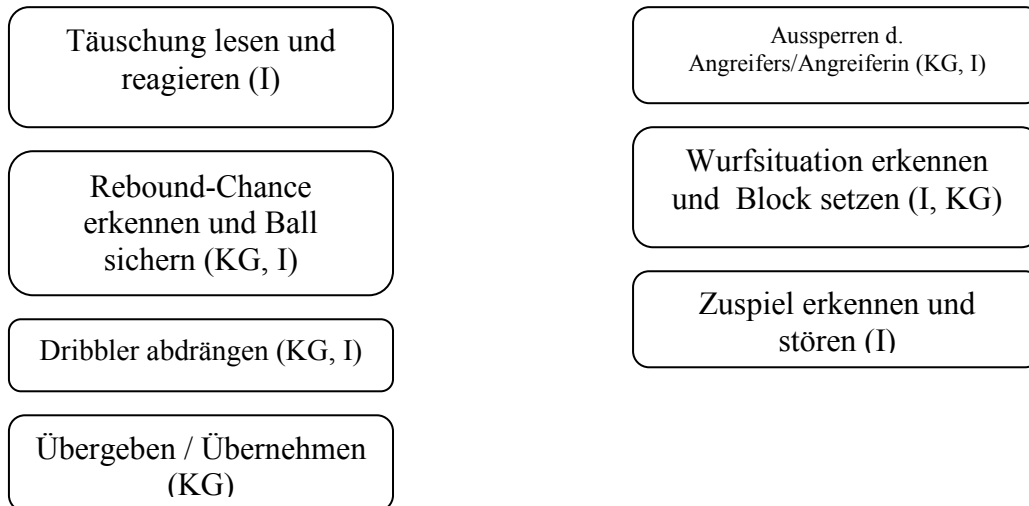 Täuschung lesen und
reagieren (I)
Rebound-Chance
erkennen und Ball
sichern (KG, I)
Dribbler abdrängen (KG, I)
Übergeben / Übernehmen
(KG)
Aussperren d.
Angreifers/Angreiferin (KG, I)
Wurfsituation erkennen
und  Block setzen (I, KG)
Zuspiel erkennen und
stören (I)